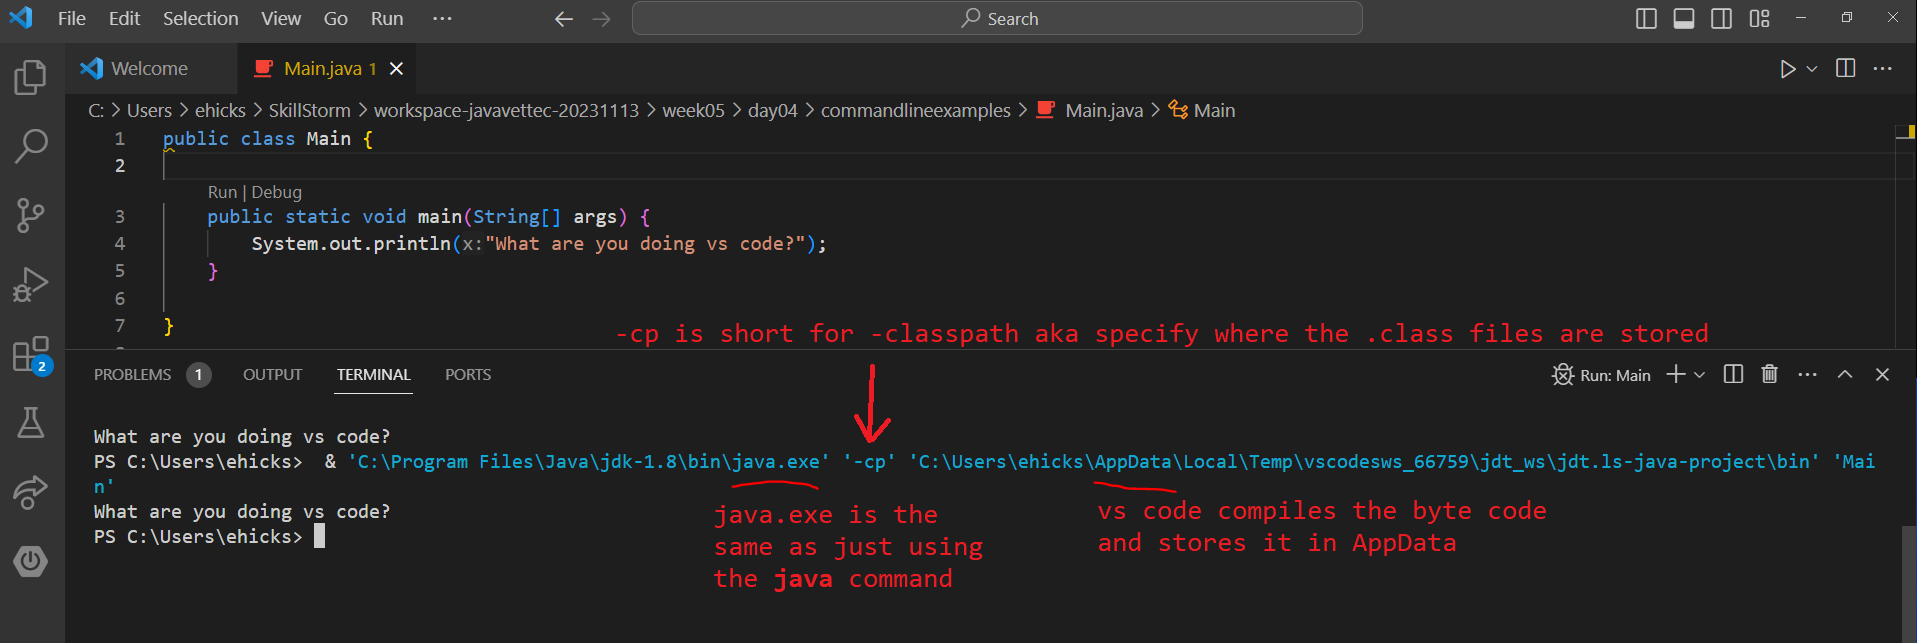 File Edit Selection View Go Run ··· Search
Welcome Main.java 1
C: > Users > ehicks > SkillStorm > workspace-javavettec-20231113 > week05 > day04 > commandlineexamples > Main.java > Main
1 public class Main {
2
Run | Debug
3 public static void main(String[] args) {
4 System.out.println(x:"What are you doing vs code?");
5 }
6
7 }
-cp is short for -classpath aka specify where the .class files are stored
2
PROBLEMS 1 OUTPUT TERMINAL PORTS Run: Main
What are you doing vs code?
PS C:\Users\ehicks>  & 'C:\Program Files\Java\jdk-1.8\bin\java.exe' '-cp' 'C:\Users\ehicks\AppData\Local\Temp\vscodesws_66759\jdt_ws\jdt.ls-java-project\bin' 'Mai
n'
What are you doing vs code?
PS C:\Users\ehicks>
java.exe is the
same as just using
the java command
vs code compiles the byte code
and stores it in AppData